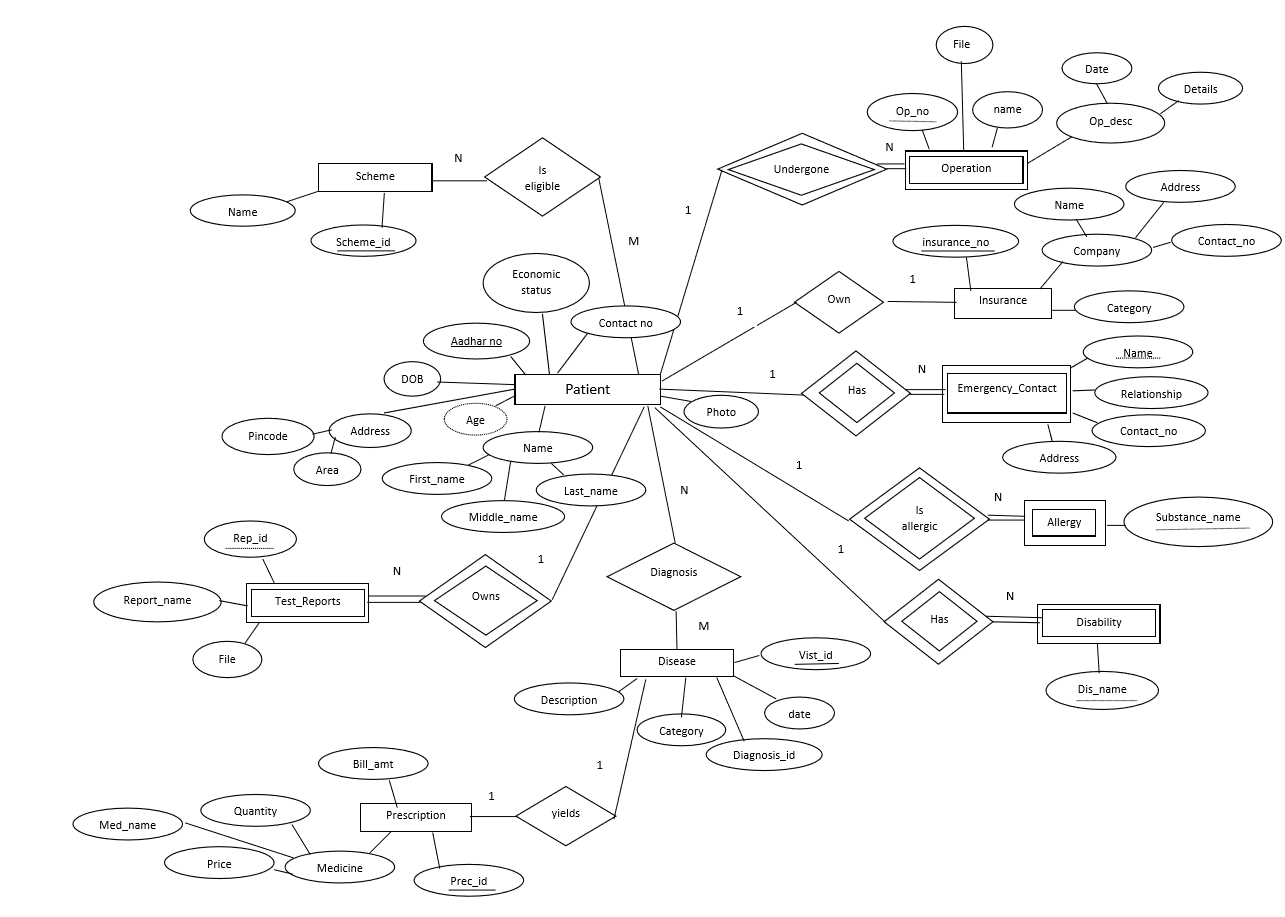 File
Date
Details
Op_no
name
Op_desc
N
N
Is
eligible
Undergone
Operation
Scheme
Name
Scheme_id
1
M
Name
Address
insurance_no
Company
Contact_no
Economic
status
Contact no
1
Own
1
Insurance
Category
Aadhar no
DOB
Patient
Age
Photo
1
Has
N
Emergency_Contact
Name
Relationship
Contact_no
Address
Pincode
Address
Area
Name
First_name
Last_name
Middle_name
1
N
Is
allergic
N
Allergy
Substance_name
Rep_id
Report_name
Test_Reports
File
N
Owns
1
Diagnosis
M
1
Has
N
Disability
Dis_name
Disease
Vist_id
Description
Category
date
Diagnosis_id
1
yields
1
Bill_amt
Prescription
Quantity
Med_name
Price
Medicine
Prec_id